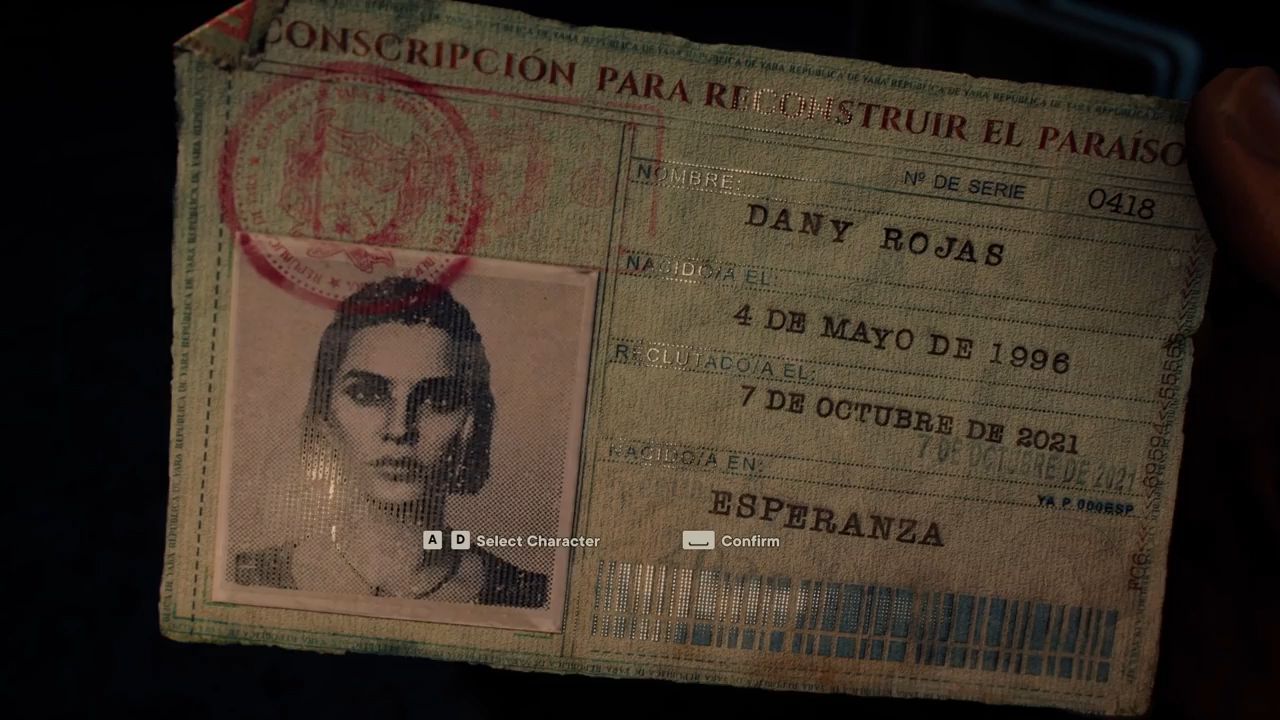 CONSCRIPCIÓN PARA RECONSTRUIR EL PARAÍSO
NOMBRE:
Nº DE SERIE
0418
DANY ROJAS
NACIDO/A EL:
4 DE MAYO DE 1996
RECLUTADO/A EL:
7 DE OCTUBRE DE 2021
7 DE OCTUBRE DE 2021
NACIDO/A EN:
YA P 000ESP
ESPERANZA
A D Select Character
Confirm